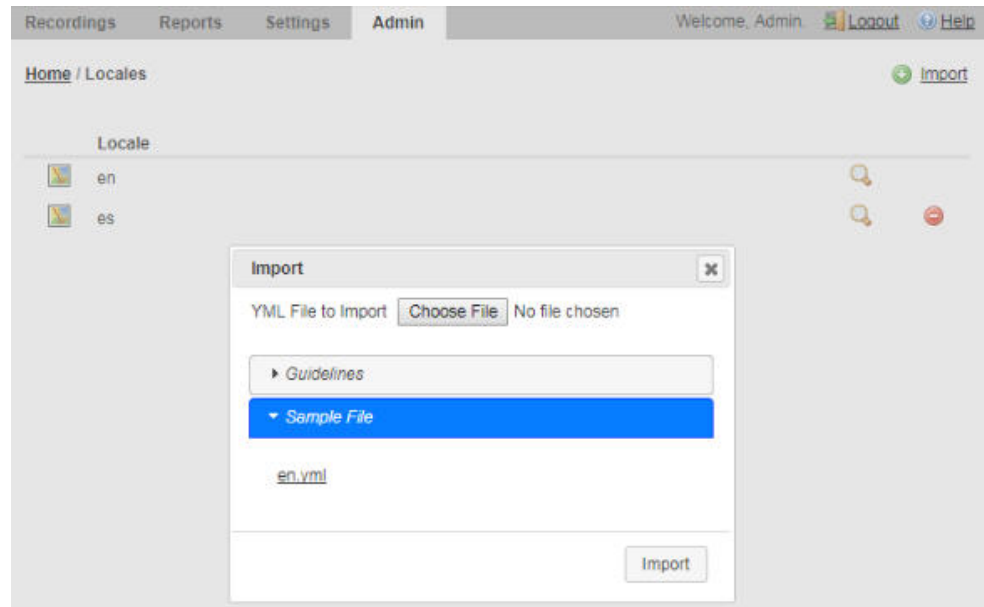 Recordings Reports Settings Admin Welcome, Admin. Logout Help
Home / Locales Import
Locale
en
es
Import
YML File to Import Choose File No file chosen
Guidelines
Sample File
en.yml
Import